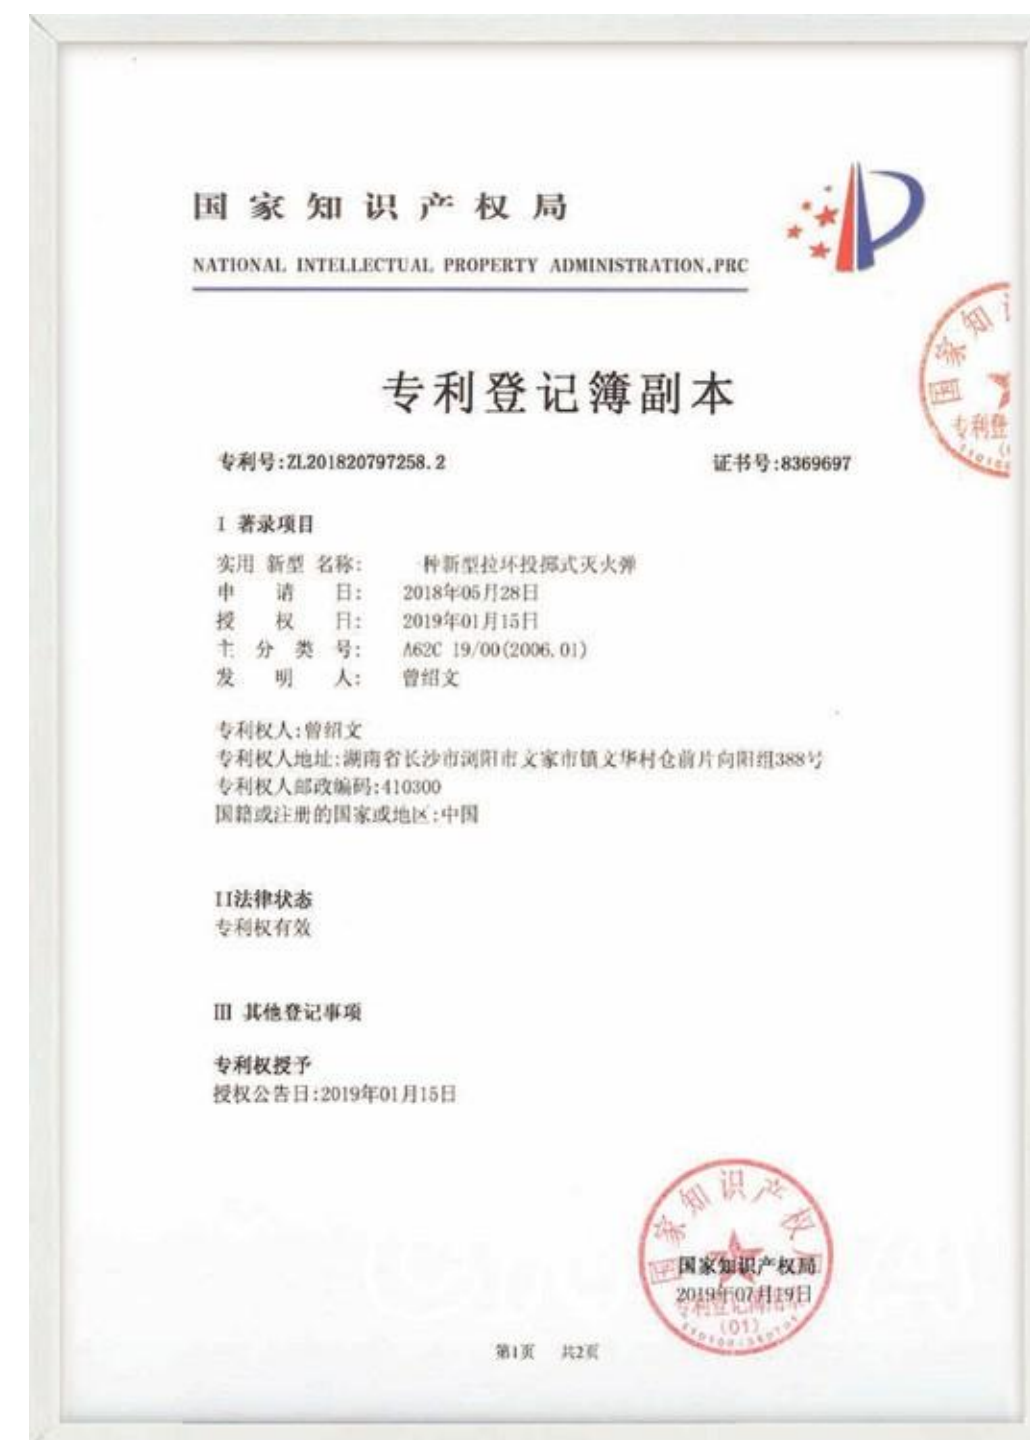 国家知识产权局
NATIONAL INTELLECTUAL PROPERTY ADMINISTRATION,PRC
专利登记簿副本
专利号:ZL201820797258.2 证书号:8369697
I 著录项目
实用 新型 名称: 一种新型拉环投掷式灭火弹
申 请 日: 2018年05月28日
授 权 日: 2019年01月15日
主 分 类 号: A62C 19/00(2006.01)
发 明 人: 曾绍文
专利权人:曾绍文
专利权人地址:湖南省长沙市浏阳市文家市镇文华村仓前片向阳组388号
专利权人邮政编码:410300
国籍或注册的国家或地区:中国
II法律状态
专利权有效
III 其他登记事项
专利权授予
授权公告日:2019年01月15日
国家知识产权局
2019年07月19日
(01)
第1页 共2页
国家知
专利登